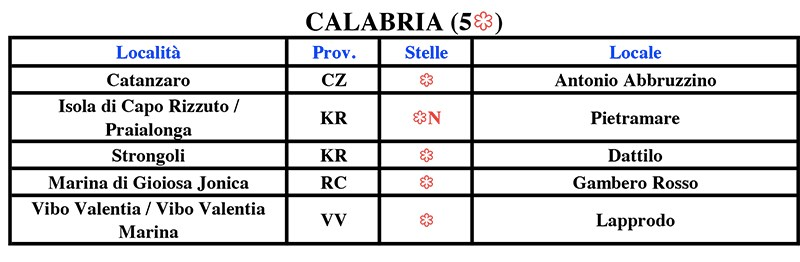 CALABRIA (5)
Località Prov. Stelle Locale
Catanzaro CZ Antonio Abbruzzino
Isola di Capo Rizzuto /
Praialonga KR N Pietramare
Strongoli KR Dattilo
Marina di Gioiosa Jonica RC Gambero Rosso
Vibo Valentia / Vibo Valentia
Marina VV Lapprodo